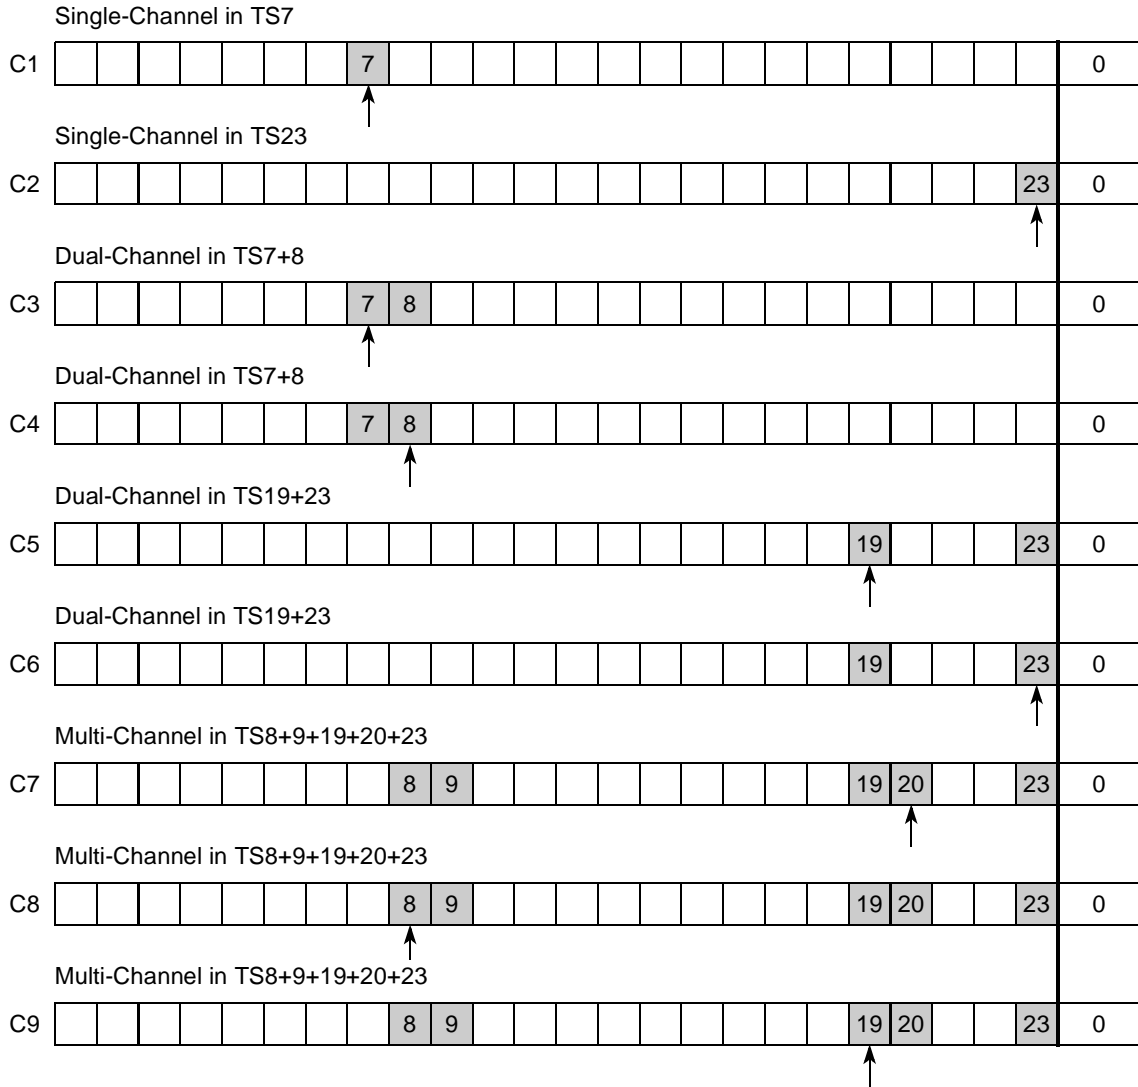 Single-Channel in TS7
C1 7 0
Single-Channel in TS23
C2 23 0
Dual-Channel in TS7+8
C3 7 8 0
Dual-Channel in TS7+8
C4 7 8 0
Dual-Channel in TS19+23
C5 19 23 0
Dual-Channel in TS19+23
C6 19 23 0
Multi-Channel in TS8+9+19+20+23
C7 8 9 19 20 23 0
Multi-Channel in TS8+9+19+20+23
C8 8 9 19 20 23 0
Multi-Channel in TS8+9+19+20+23
C9 8 9 19 20 23 0